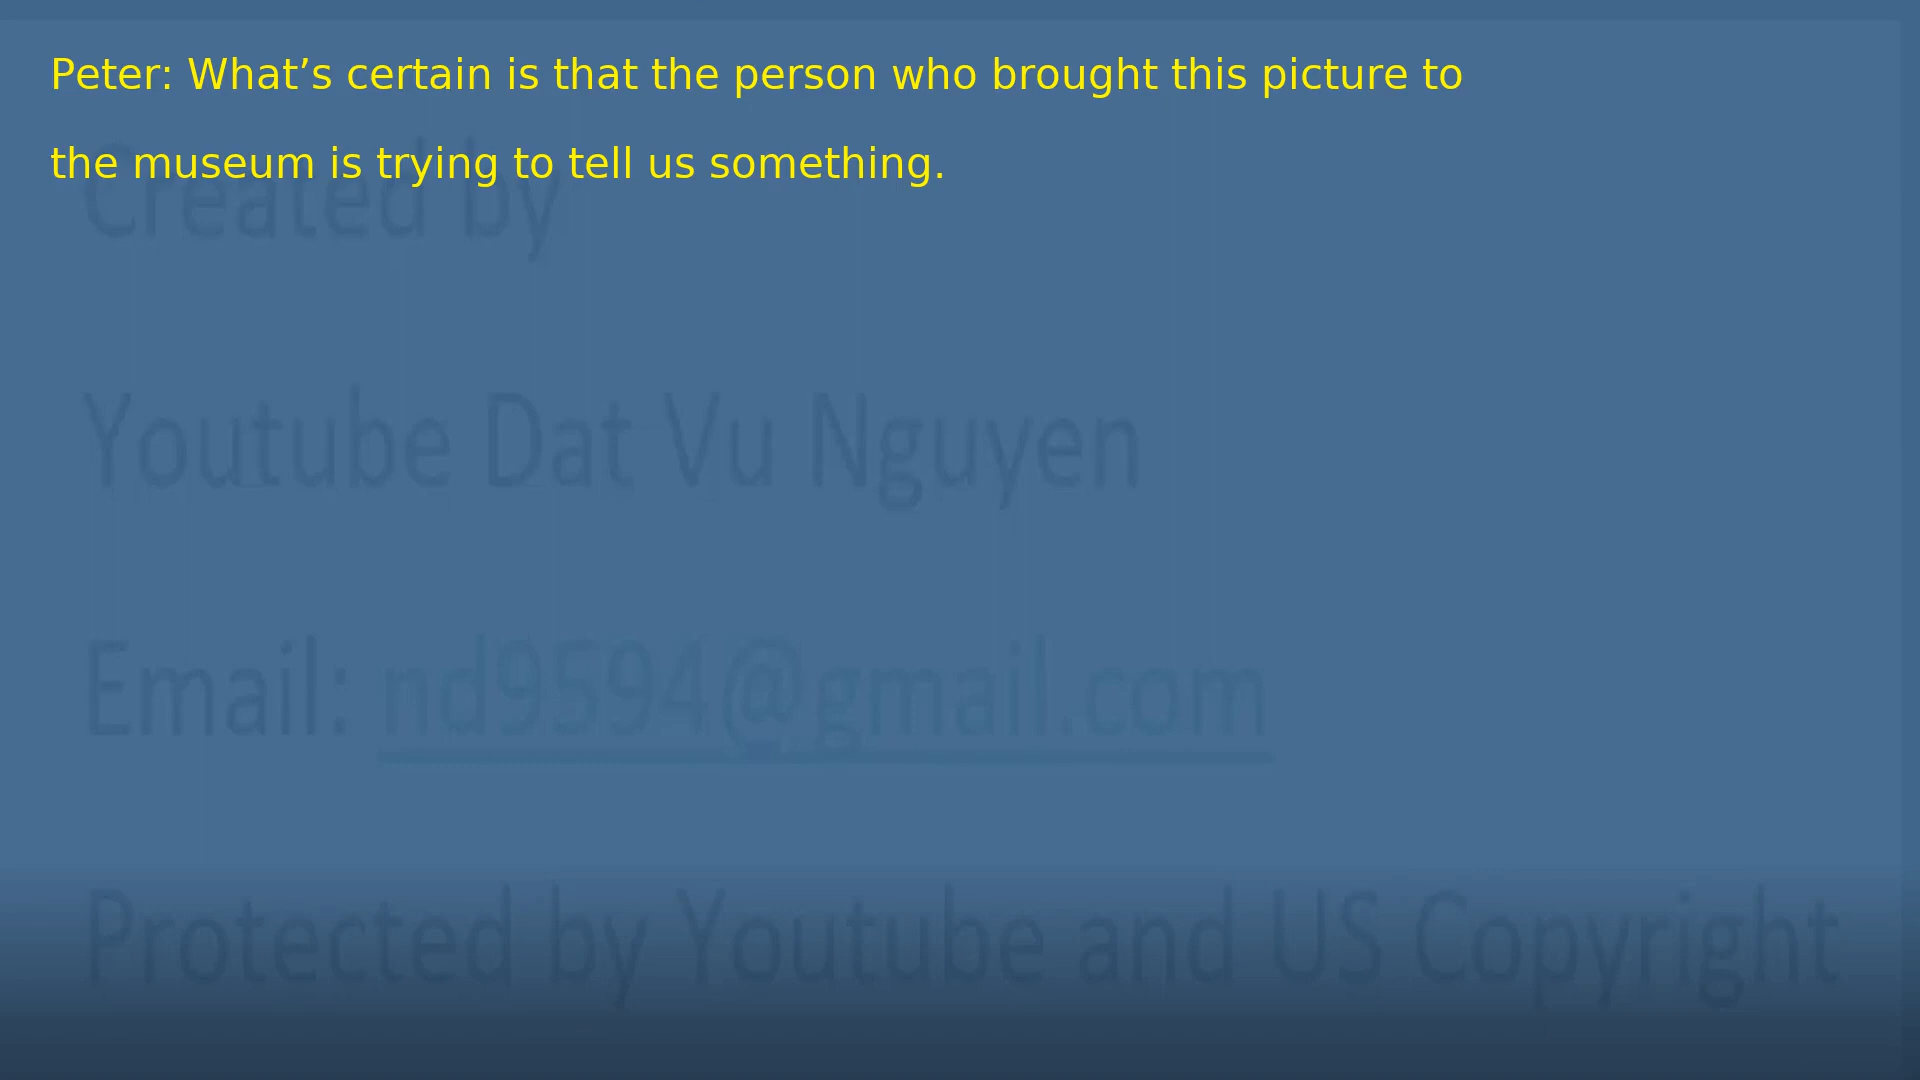 Peter: What’s certain is that the person who brought this picture to
the museum is trying to tell us something.
Created by
Youtube Dat Vu Nguyen
Email: nd9594@gmail.com
Protected by Youtube and US Copyright